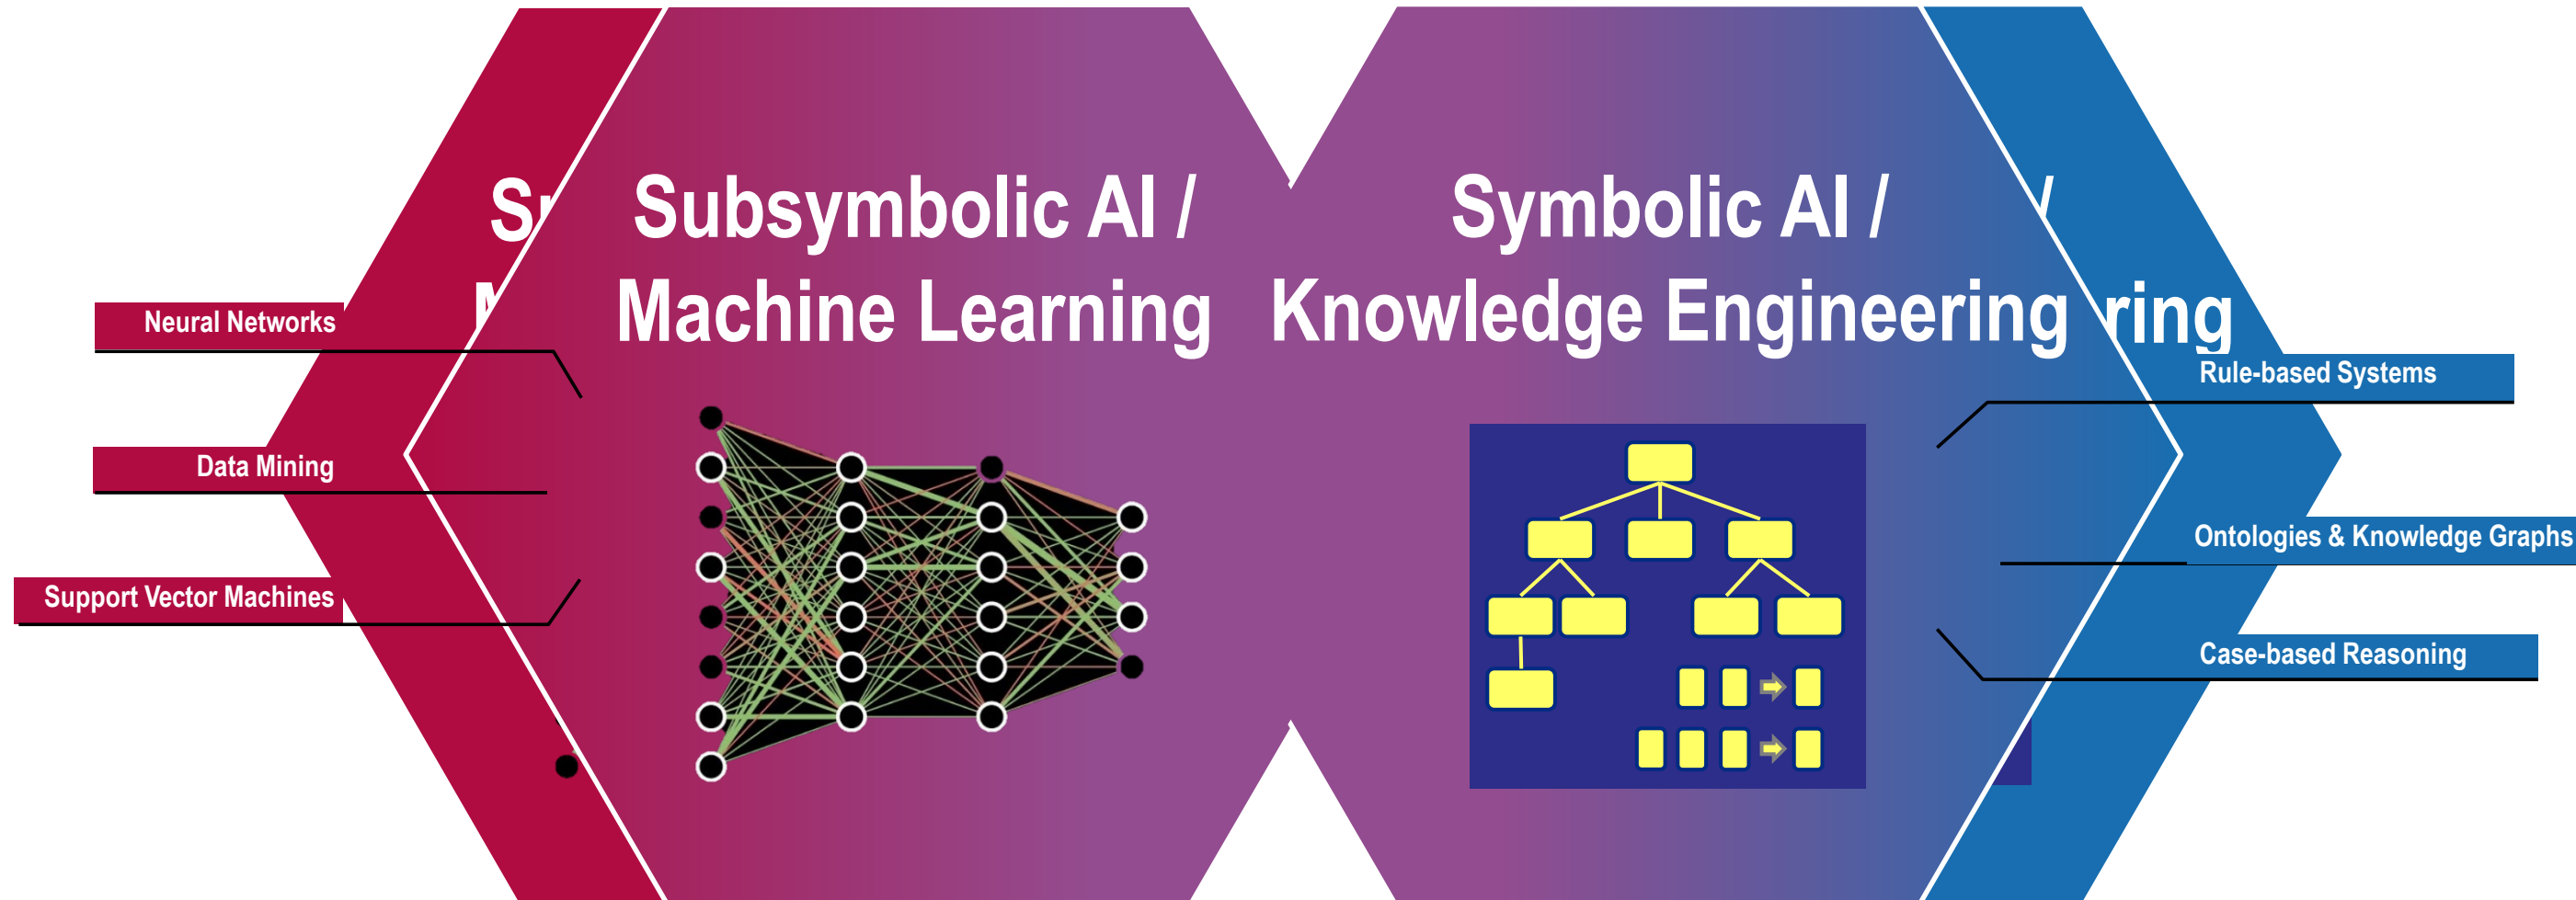 Subsymbolic AI /
Machine Learning
Symbolic AI /
Knowledge Engineering
ring
Neural Networks
Data Mining
Support Vector Machines
Rule-based Systems
Ontologies & Knowledge Graphs
Case-based Reasoning